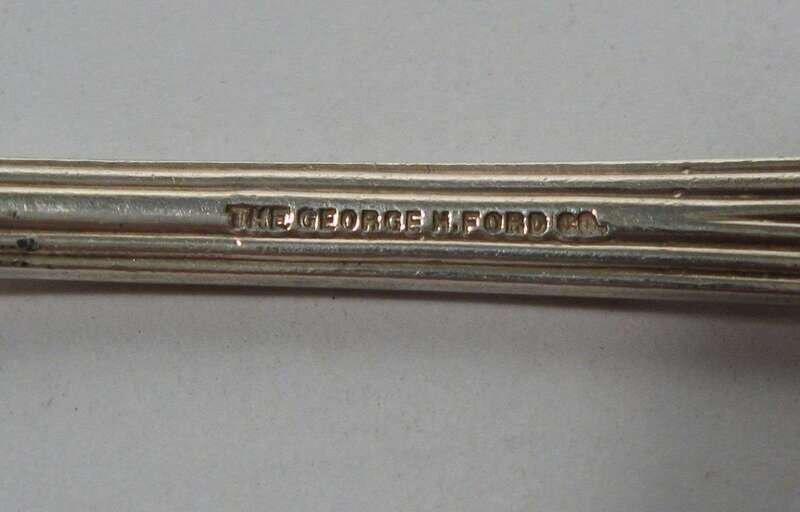 THE GEORGE H. FORD CO.